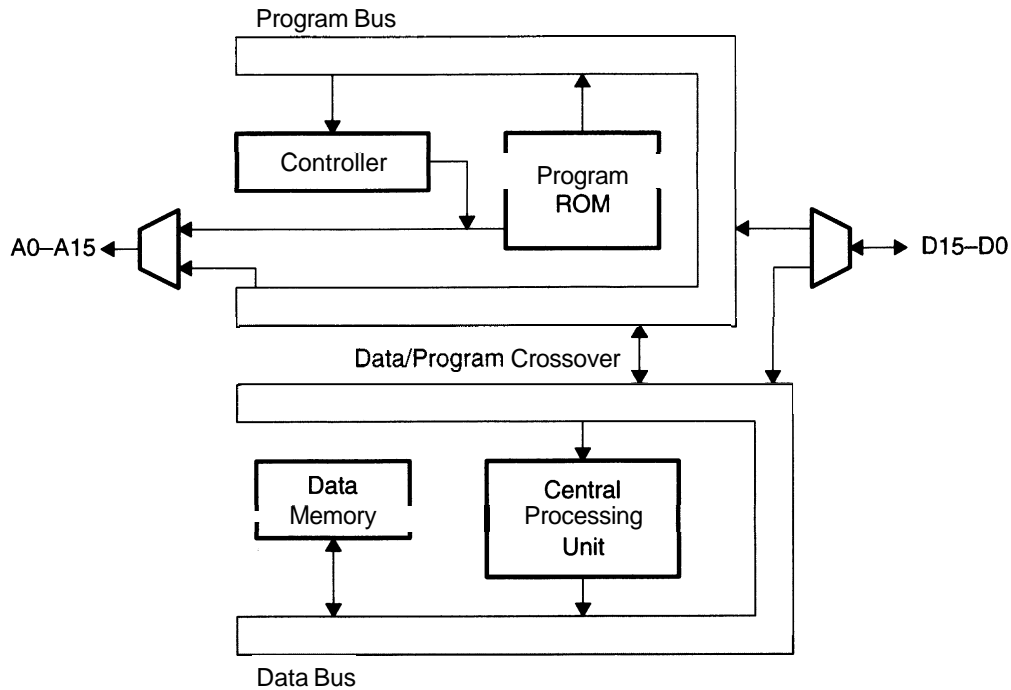 Program Bus
Controller
Program
ROM
A0–A15
D15–D0
Data/Program Crossover
Data
Memory
Central
Processing
Unit
Data Bus